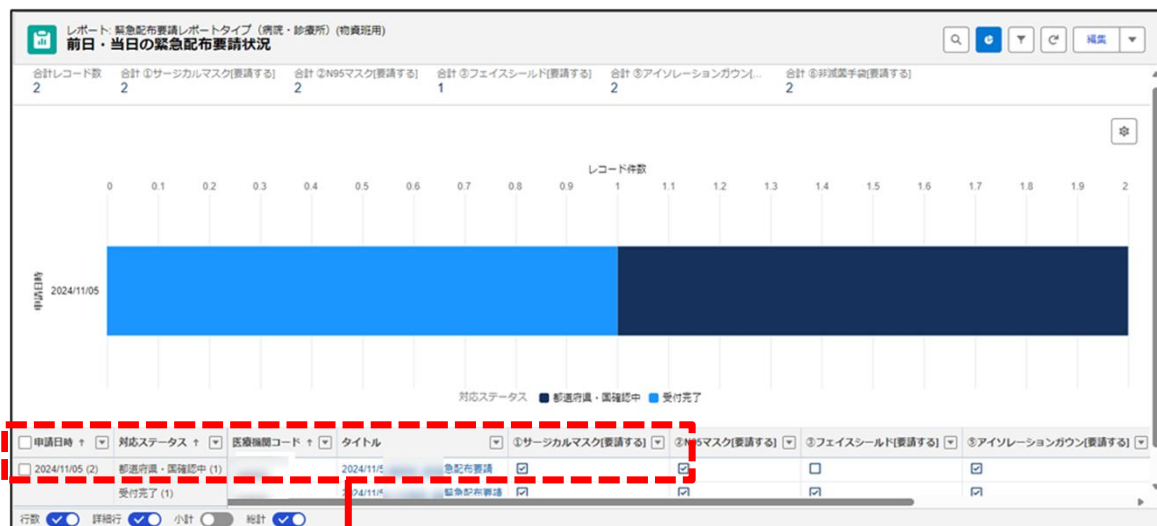 レポート: 緊急配布要請レポートタイプ（病院・診療所）(物資班用)
前日・当日の緊急配布要請状況
編集
合計レコード数 合計 ①サージカルマスク[要請する] 合計 ②N95マスク[要請する] 合計 ③フェイスシールド[要請する] 合計 ⑤アイソレーションガウン[... 合計 ⑥非滅菌手袋[要請する]
2 2 2 1 2 2
レコード件数
0 0.1 0.2 0.3 0.4 0.5 0.6 0.7 0.8 0.9 1 1.1 1.2 1.3 1.4 1.5 1.6 1.7 1.8 1.9 2
申請日時
2024/11/05
対応ステータス 都道府県・国確認中 受付完了
申請日時 ↑ 対応ステータス ↑ 医療機関コード ↑ タイトル ①サージカルマスク[要請する] ②N95マスク[要請する] ③フェイスシールド[要請する] ⑤アイソレーションガウン[要請する]
2024/11/05 (2) 都道府県・国確認中 (1) 2024/11/5 急配布要請
受付完了 (1) 2024/11/5 緊急配布要請
行数 詳細行 小計 総計